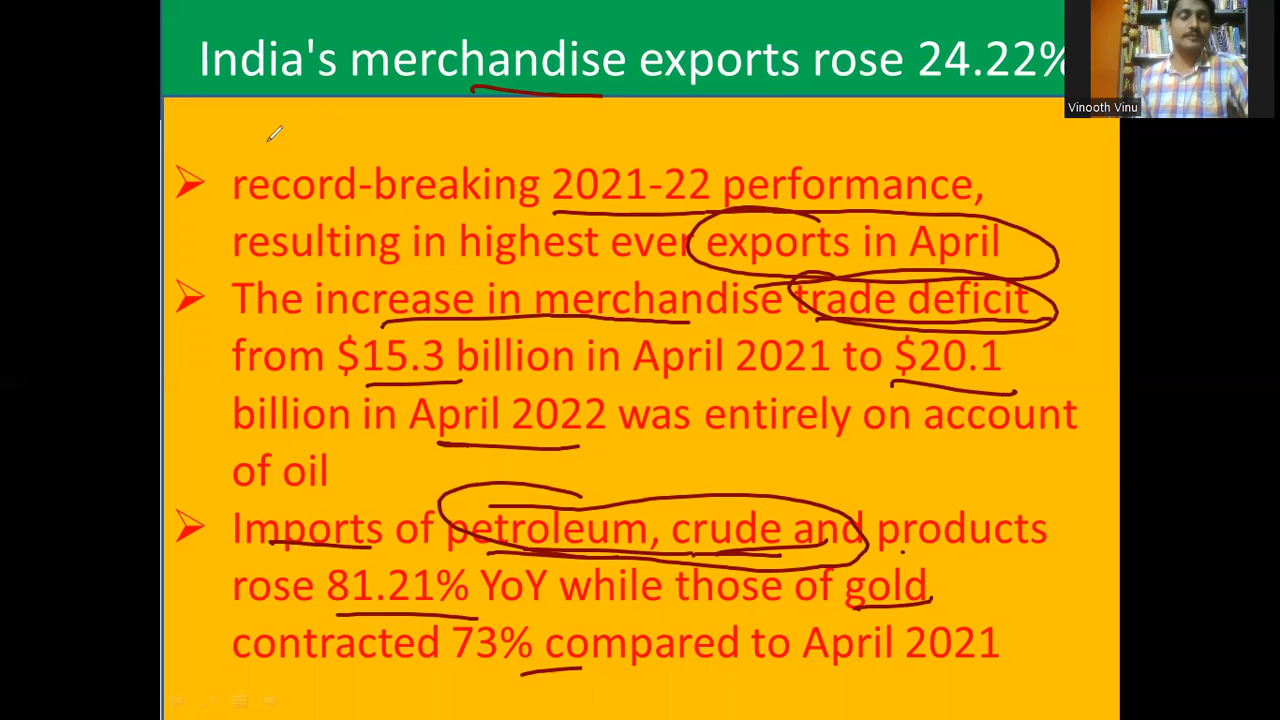 India's merchandise exports rose 24.22%
Vinooth Vinu
record-breaking 2021-22 performance,
resulting in highest ever exports in April
The increase in merchandise trade deficit
from $15.3 billion in April 2021 to $20.1
billion in April 2022 was entirely on account
of oil
Imports of petroleum, crude and products
rose 81.21% YoY while those of gold
contracted 73% compared to April 2021